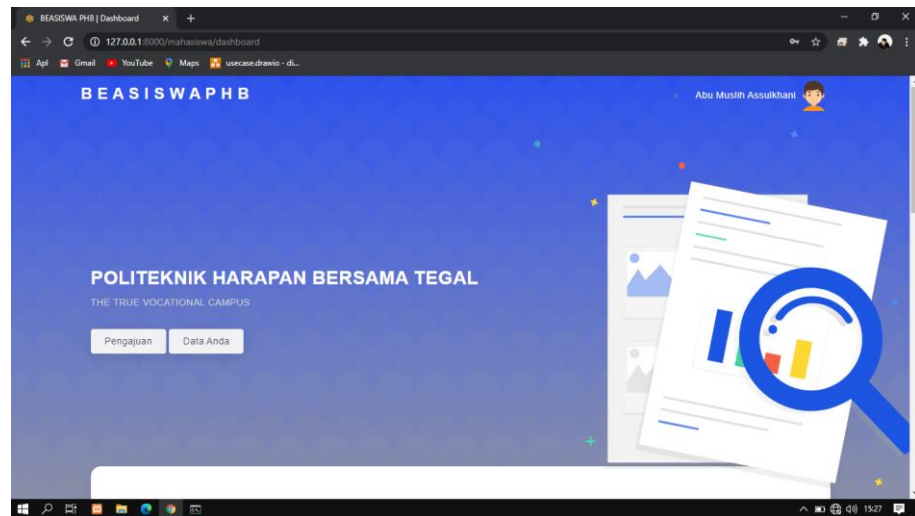 BEASISWA PHB | Dashboard
127.0.0.1:8000/mahasiswa/dashboard
Apl Gmail YouTube Maps usecase.drawio - di...
BEASISWAPHB
Abu Muslih Assulkhani
POLITEKNIK HARAPAN BERSAMA TEGAL
THE TRUE VOCATIONAL CAMPUS
Pengajuan Data Anda
15:27